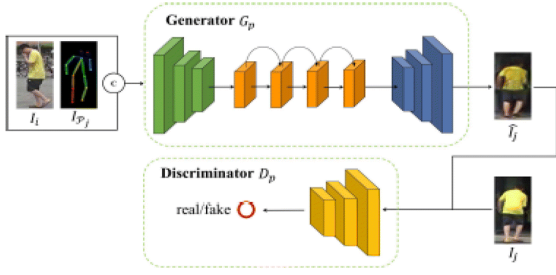 Generator G_p
c
I_i
I_{𝒫_j}
Î_j
Discriminator D_p
real/fake
I_j